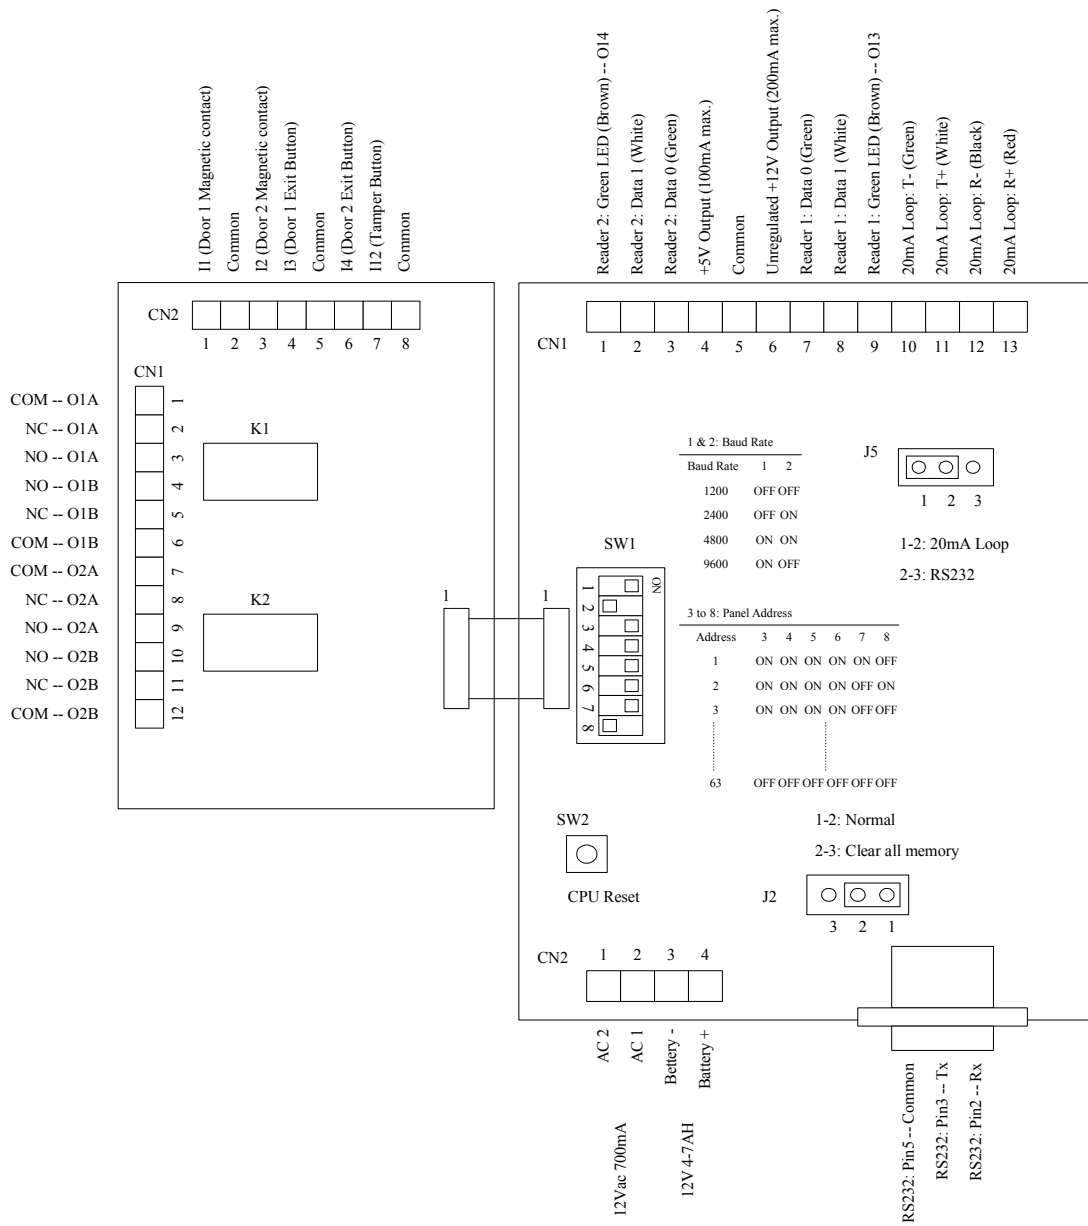 I1 (Door 1 Magnetic contact)
Common
I2 (Door 2 Magnetic contact)
I3 (Door 1 Exit Button)
Common
I4 (Door 2 Exit Button)
I12 (Tamper Button)
Common
CN2
1 2 3 4 5 6 7 8
CN1
COM -- O1A 1
NC -- O1A 2
NO -- O1A 3
NO -- O1B 4
NC -- O1B 5
COM -- O1B 6
COM -- O2A 7
NC -- O2A 8
NO -- O2A 9
NO -- O2B 10
NC -- O2B 11
COM -- O2B 12
K1
K2
1
1
Reader 2: Green LED (Brown) -- O14
Reader 2: Data 1 (White)
Reader 2: Data 0 (Green)
+5V Output (100mA max.)
Common
Unregulated +12V Output (200mA max.)
Reader 1: Data 0 (Green)
Reader 1: Data 1 (White)
Reader 1: Green LED (Brown) -- O13
20mA Loop: T- (Green)
20mA Loop: T+ (White)
20mA Loop: R- (Black)
20mA Loop: R+ (Red)
CN1
1 2 3 4 5 6 7 8 9 10 11 12 13
1 & 2: Baud Rate
Baud Rate 1 2
1200 OFF OFF
2400 OFF ON
4800 ON ON
9600 ON OFF
J5
1 2 3
1-2: 20mA Loop
2-3: RS232
SW1
ON
1
2
3
4
5
6
7
8
3 to 8: Panel Address
Address 3 4 5 6 7 8
1 ON ON ON ON ON OFF
2 ON ON ON ON OFF ON
3 ON ON ON ON OFF OFF
63 OFF OFF OFF OFF OFF OFF
SW2
CPU Reset
1-2: Normal
2-3: Clear all memory
J2
3 2 1
CN2
1 2 3 4
AC 2
AC 1
Bettery -
Battery +
12Vac 700mA
12V 4-7AH
RS232: Pin5 -- Common
RS232: Pin3 -- Tx
RS232: Pin2 -- Rx